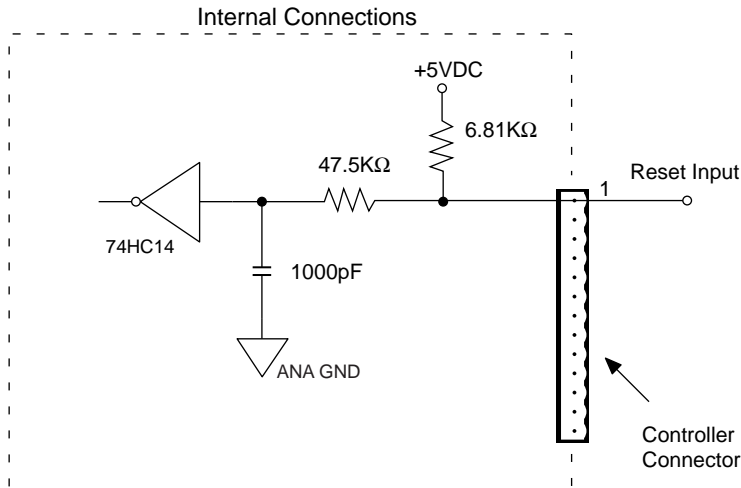 Internal Connections
+5VDC
6.81KΩ
47.5KΩ
1
Reset Input
74HC14
1000pF
ANA GND
Controller
Connector